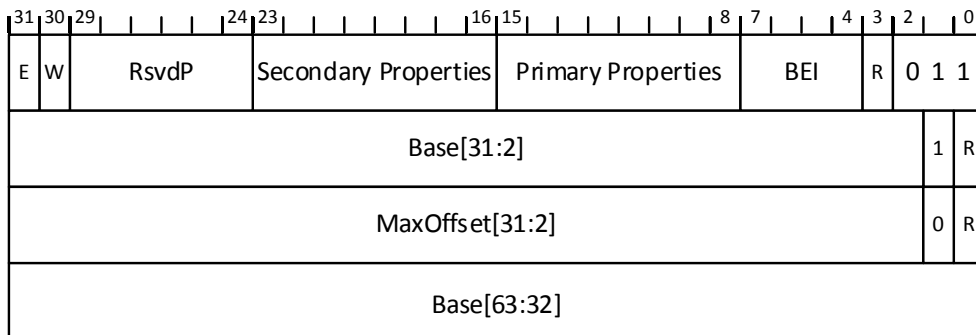 31 30 29 24 23 16 15 8 7 4 3 2 0
E W RsvdP Secondary Properties Primary Properties BEI R 0 1 1
Base[31:2] 1 R
MaxOffset[31:2] 0 R
Base[63:32]